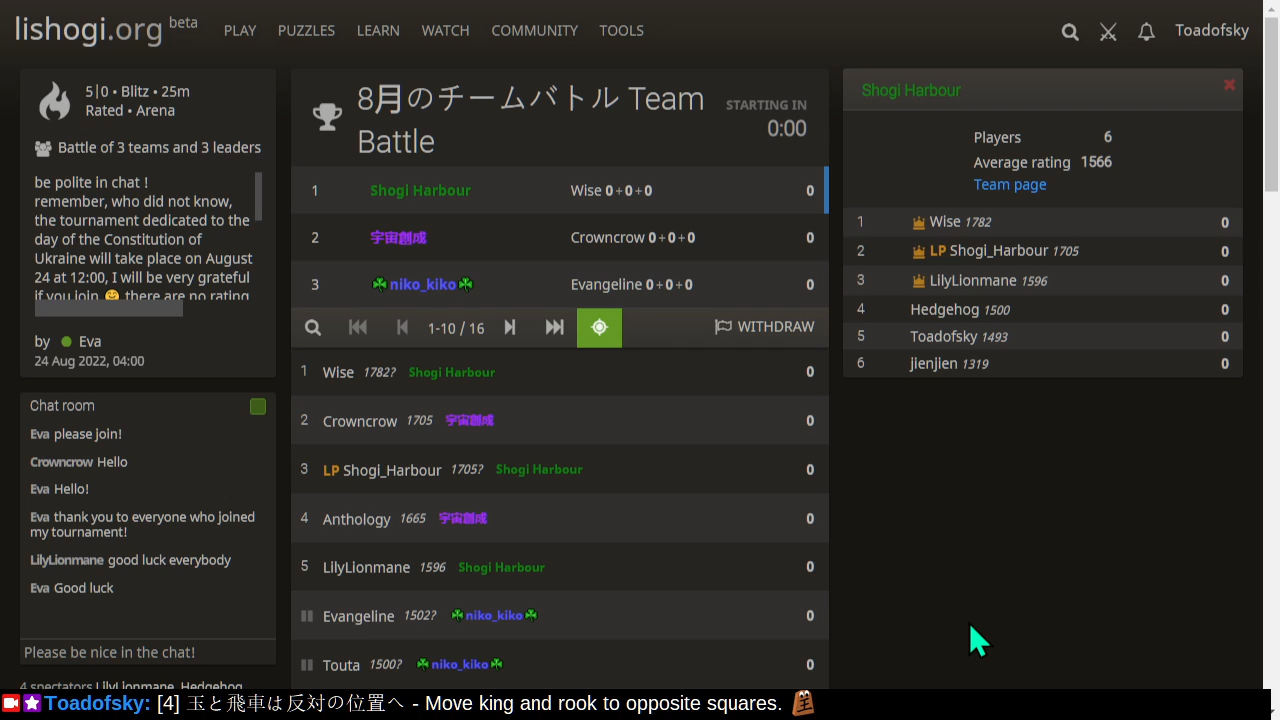 lishogi.org beta PLAY PUZZLES LEARN WATCH COMMUNITY TOOLS Toadofsky
5|0 • Blitz • 25m
Rated • Arena
Battle of 3 teams and 3 leaders
be polite in chat !
remember, who did not know,
the tournament dedicated to the
day of the Constitution of
Ukraine will take place on August
24 at 12:00, I will be very grateful
if you join 🙂 there are no rating
by Eva
24 Aug 2022, 04:00
Chat room
Eva please join!
Crowncrow Hello
Eva Hello!
Eva thank you to everyone who joined
my tournament!
LilyLionmane good luck everybody
Eva Good luck
Please be nice in the chat!
4 spectators LilyLionmane, Hedgehog
8月のチームバトル Team
Battle
STARTING IN
0:00
1 Shogi Harbour Wise 0+0+0 0
2 宇宙創成 Crowncrow 0+0+0 0
3 ☘niko_kiko☘ Evangeline 0+0+0 0
1-10 / 16 WITHDRAW
1 Wise 1782? Shogi Harbour 0
2 Crowncrow 1705 宇宙創成 0
3 LP Shogi_Harbour 1705? Shogi Harbour 0
4 Anthology 1665 宇宙創成 0
5 LilyLionmane 1596 Shogi Harbour 0
Evangeline 1502? ☘niko_kiko☘ 0
Touta 1500? ☘niko_kiko☘ 0
Shogi Harbour
Players 6
Average rating 1566
Team page
1 Wise 1782 0
2 LP Shogi_Harbour 1705 0
3 LilyLionmane 1596 0
4 Hedgehog 1500 0
5 Toadofsky 1493 0
6 jienjien 1319 0
Toadofsky: [4] 玉と飛車は反対の位置へ - Move king and rook to opposite squares.